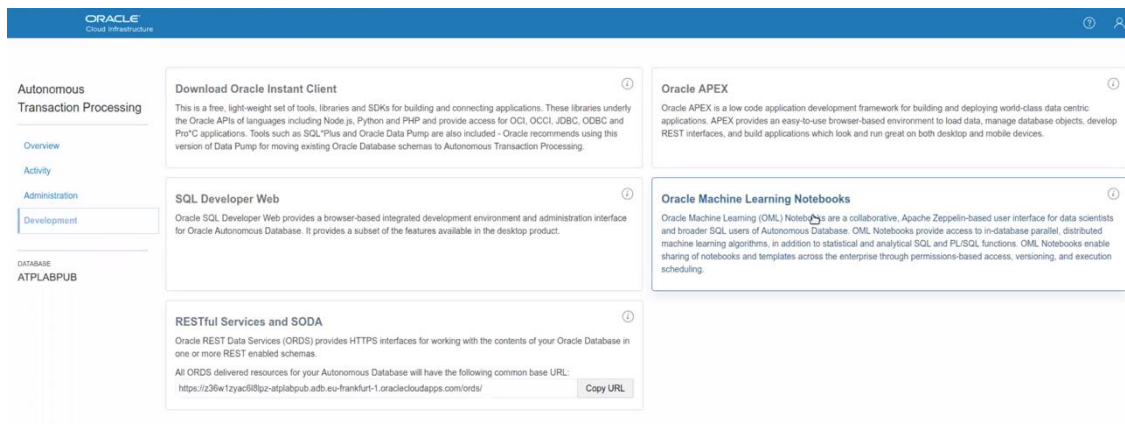 ORACLE
Cloud Infrastructure
Autonomous
Transaction Processing
Overview
Activity
Administration
Development
DATABASE
ATPLABPUB
Download Oracle Instant Client
This is a free, light-weight set of tools, libraries and SDKs for building and connecting applications. These libraries underly
the Oracle APIs of languages including Node.js, Python and PHP and provide access for OCI, OCCI, JDBC, ODBC and
Pro*C applications. Tools such as SQL*Plus and Oracle Data Pump are also included - Oracle recommends using this
version of Data Pump for moving existing Oracle Database schemas to Autonomous Transaction Processing.
Oracle APEX
Oracle APEX is a low code application development framework for building and deploying world-class data centric
applications. APEX provides an easy-to-use browser-based environment to load data, manage database objects, develop
REST interfaces, and build applications which look and run great on both desktop and mobile devices.
SQL Developer Web
Oracle SQL Developer Web provides a browser-based integrated development environment and administration interface
for Oracle Autonomous Database. It provides a subset of the features available in the desktop product.
Oracle Machine Learning Notebooks
Oracle Machine Learning (OML) Notebooks are a collaborative, Apache Zeppelin-based user interface for data scientists
and broader SQL users of Autonomous Database. OML Notebooks provide access to in-database parallel, distributed
machine learning algorithms, in addition to statistical and analytical SQL and PL/SQL functions. OML Notebooks enable
sharing of notebooks and templates across the enterprise through permissions-based access, versioning, and execution
scheduling.
RESTful Services and SODA
Oracle REST Data Services (ORDS) provides HTTPS interfaces for working with the contents of your Oracle Database in
one or more REST enabled schemas.
All ORDS delivered resources for your Autonomous Database will have the following common base URL:
https://z36w1zyac6l8lpz-atplabpub.adb.eu-frankfurt-1.oraclecloudapps.com/ords/
Copy URL